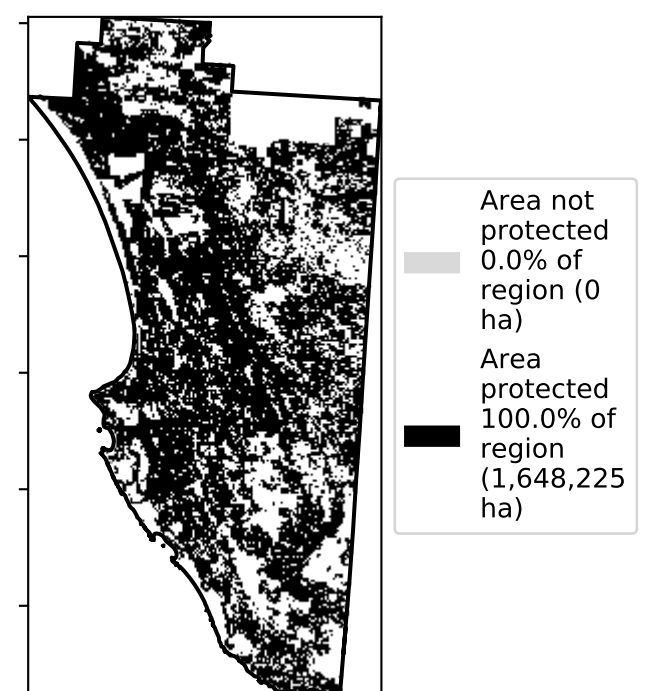 Area not
protected
0.0% of
region (0
ha)
Area
protected
100.0% of
region
(1,648,225
ha)